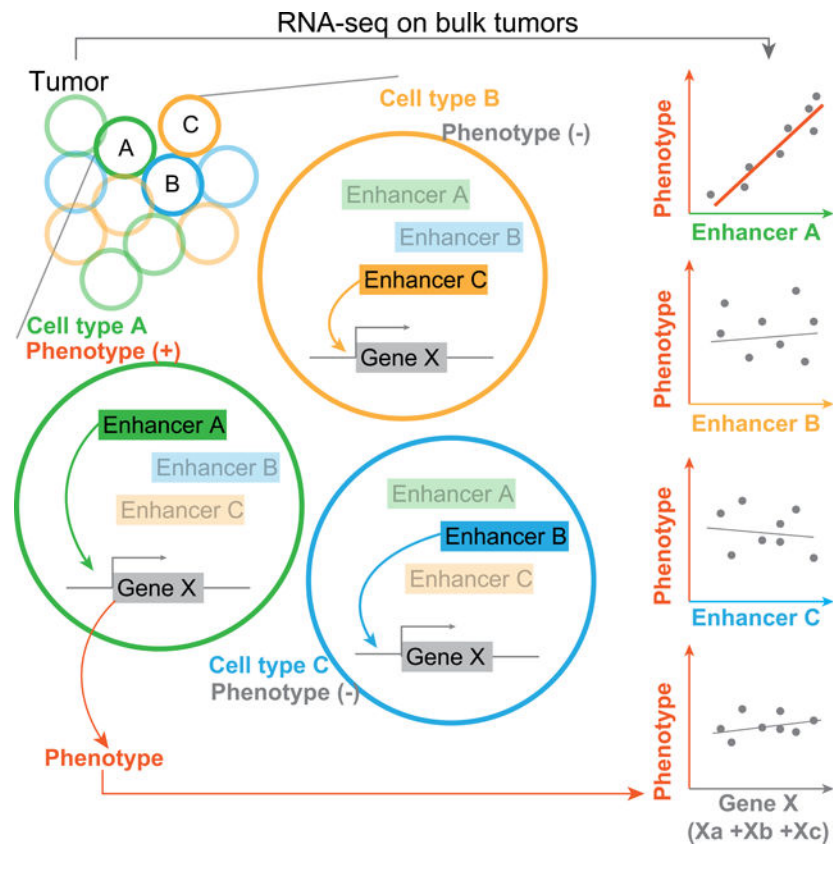 RNA-seq on bulk tumors
Tumor
A
C
B
Cell type B
Phenotype (-)
Enhancer A
Enhancer B
Enhancer C
Gene X
Cell type A
Phenotype (+)
Enhancer A
Enhancer B
Enhancer C
Gene X
Phenotype
Enhancer A
Enhancer B
Enhancer C
Gene X
Cell type C
Phenotype (-)
Phenotype
Enhancer A
Phenotype
Enhancer B
Phenotype
Enhancer C
Phenotype
Gene X
(Xa +Xb +Xc)